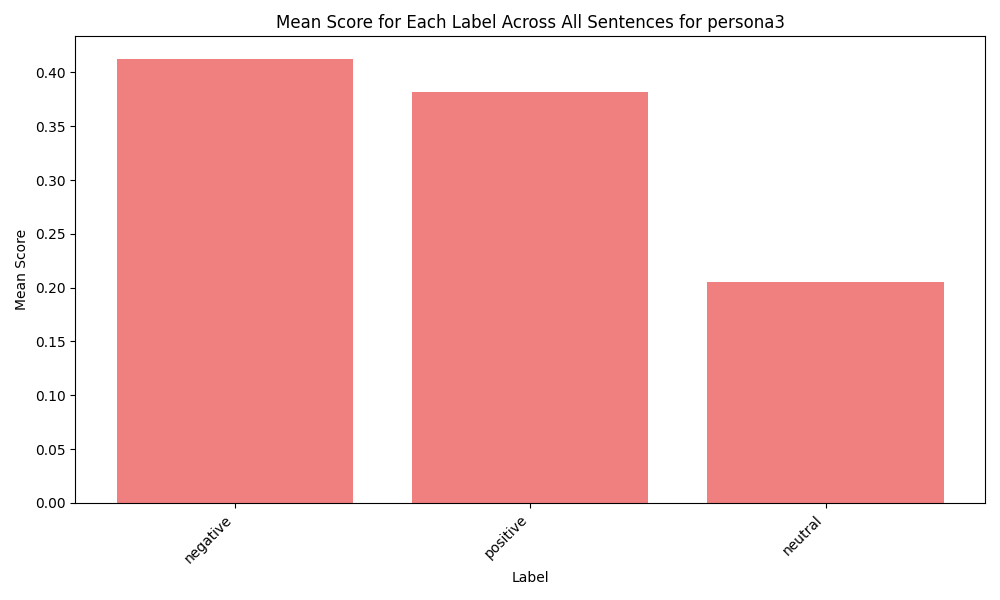 Mean Score for Each Label Across All Sentences for persona3
Mean Score
0.40
0.35
0.30
0.25
0.20
0.15
0.10
0.05
0.00
negative
positive
neutral
Label